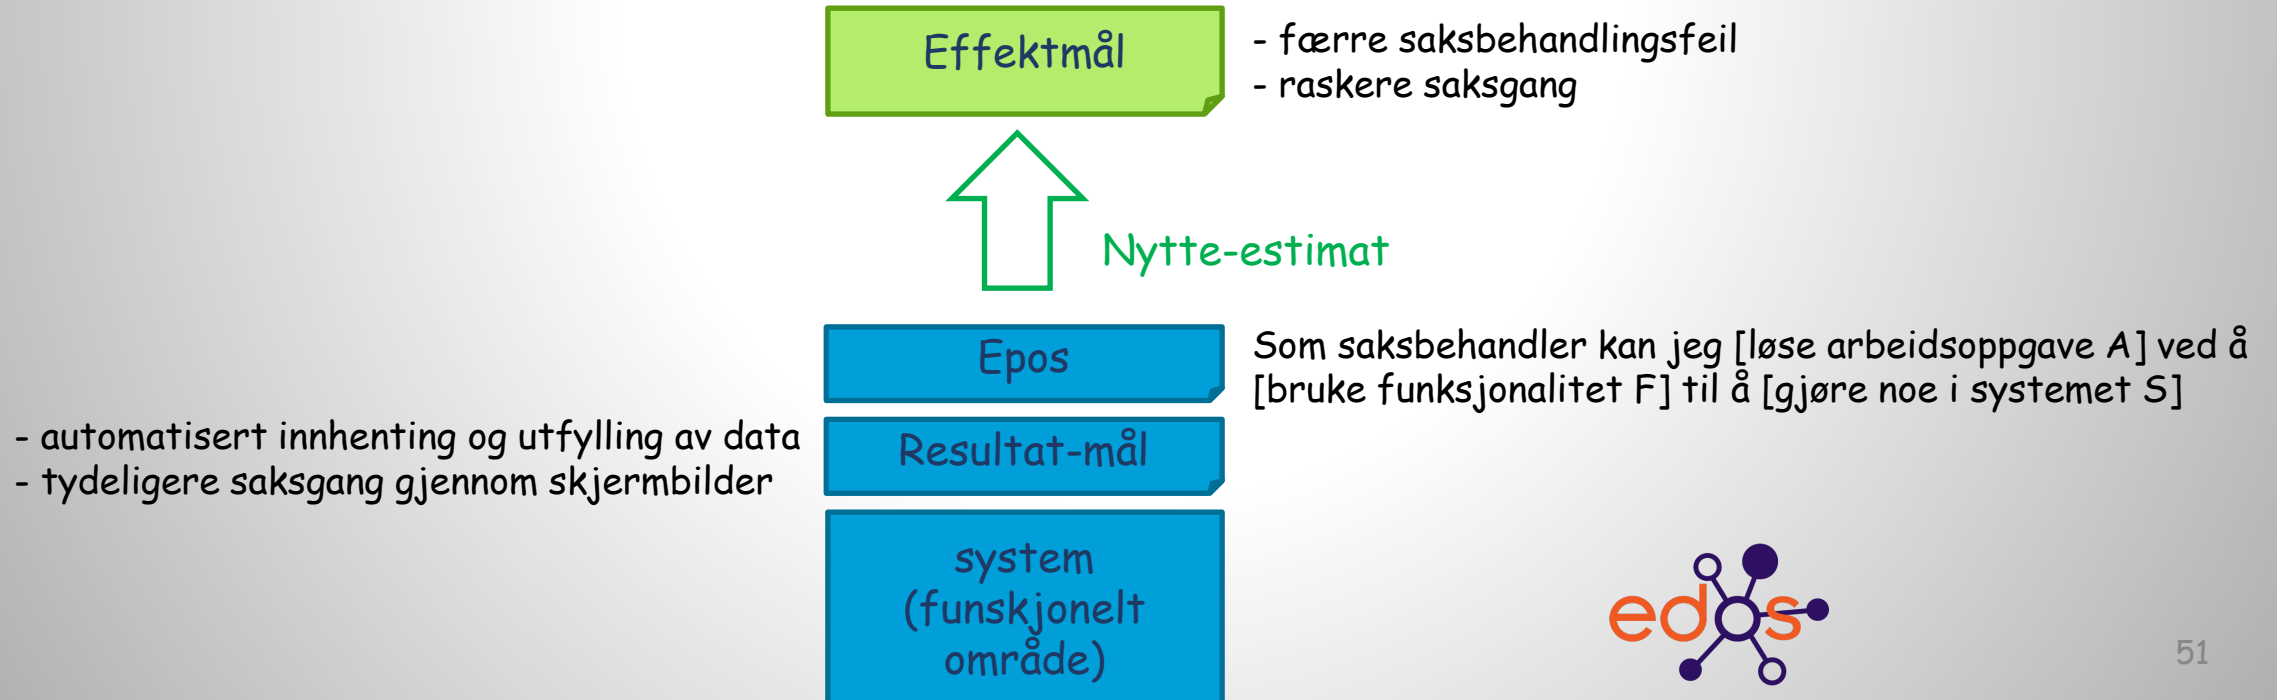 Effektmål
- færre saksbehandlingsfeil
- raskere saksgang
Nytte-estimat
Epos
Som saksbehandler kan jeg [løse arbeidsoppgave A] ved å
[bruke funksjonalitet F] til å [gjøre noe i systemet S]
- automatisert innhenting og utfylling av data
- tydeligere saksgang gjennom skjermbilder
Resultat-mål
system
(funskjonelt
område)
edos
51